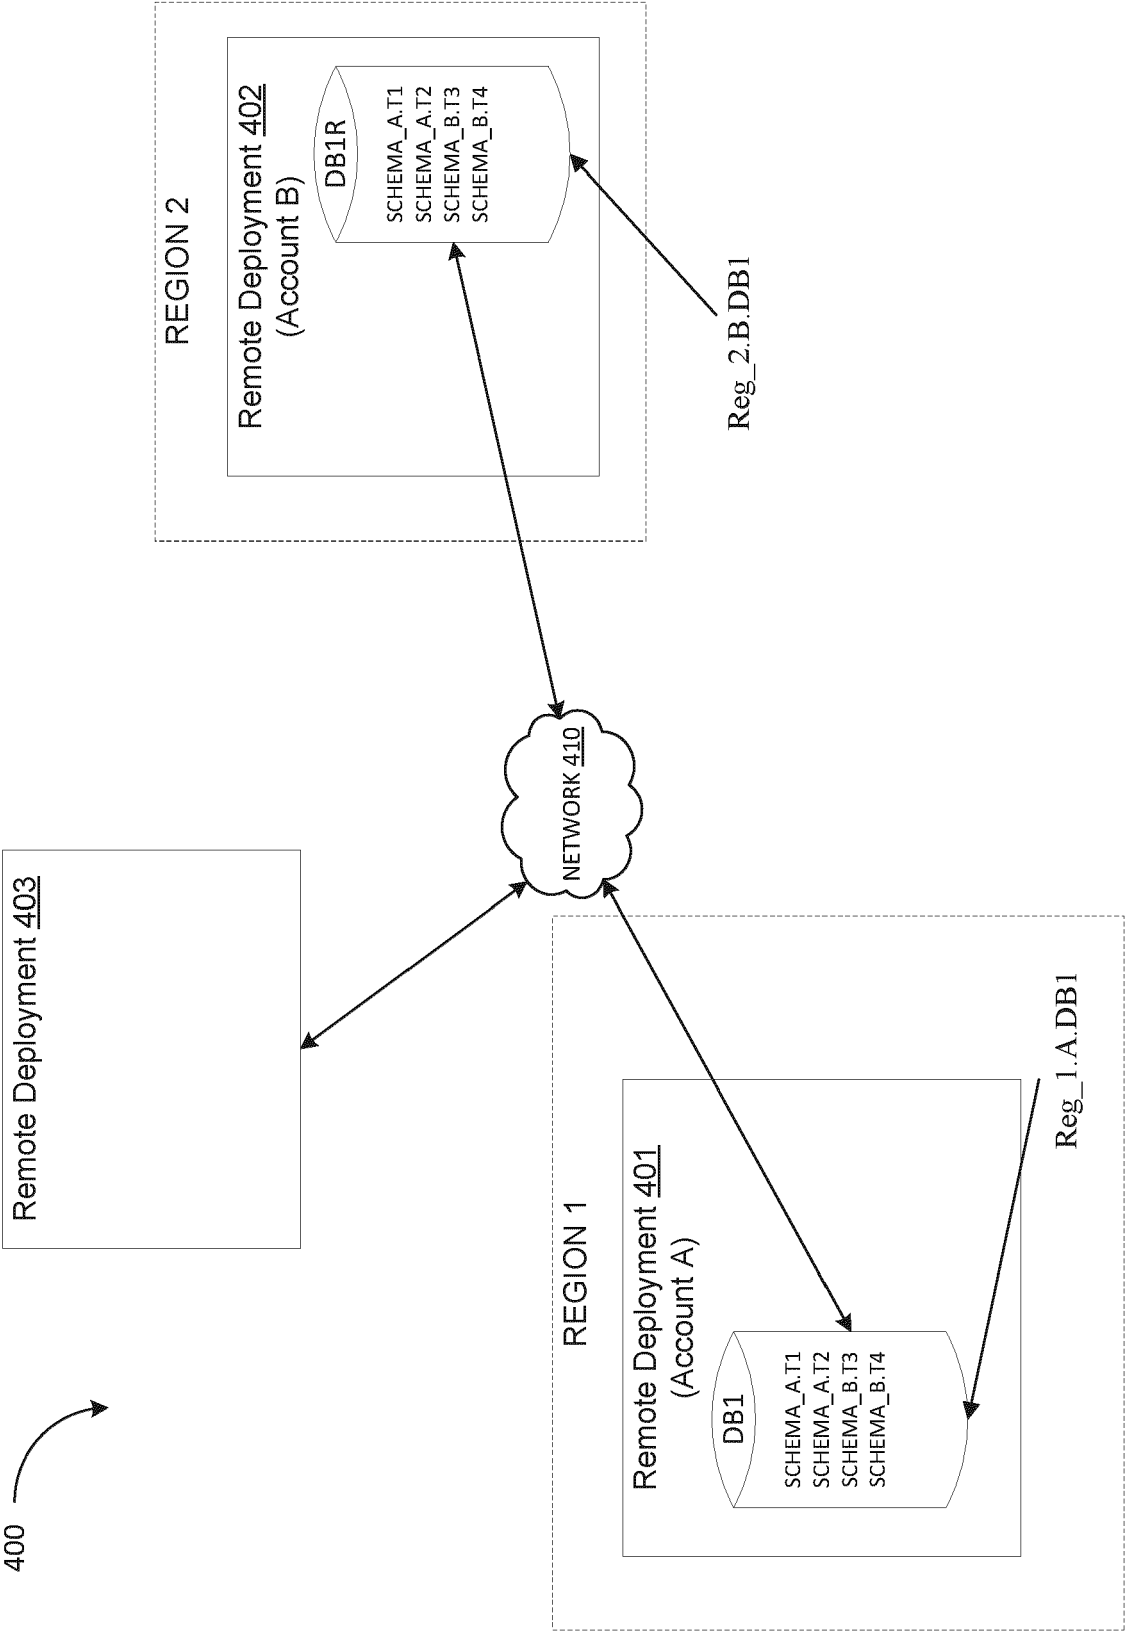 400
Remote Deployment 403
REGION 1
Remote Deployment 401
(Account A)
DB1
SCHEMA_A.T1
SCHEMA_A.T2
SCHEMA_B.T3
SCHEMA_B.T4
Reg_1.A.DB1
NETWORK 410
REGION 2
Remote Deployment 402
(Account B)
DB1R
SCHEMA_A.T1
SCHEMA_A.T2
SCHEMA_B.T3
SCHEMA_B.T4
Reg_2.B.DB1